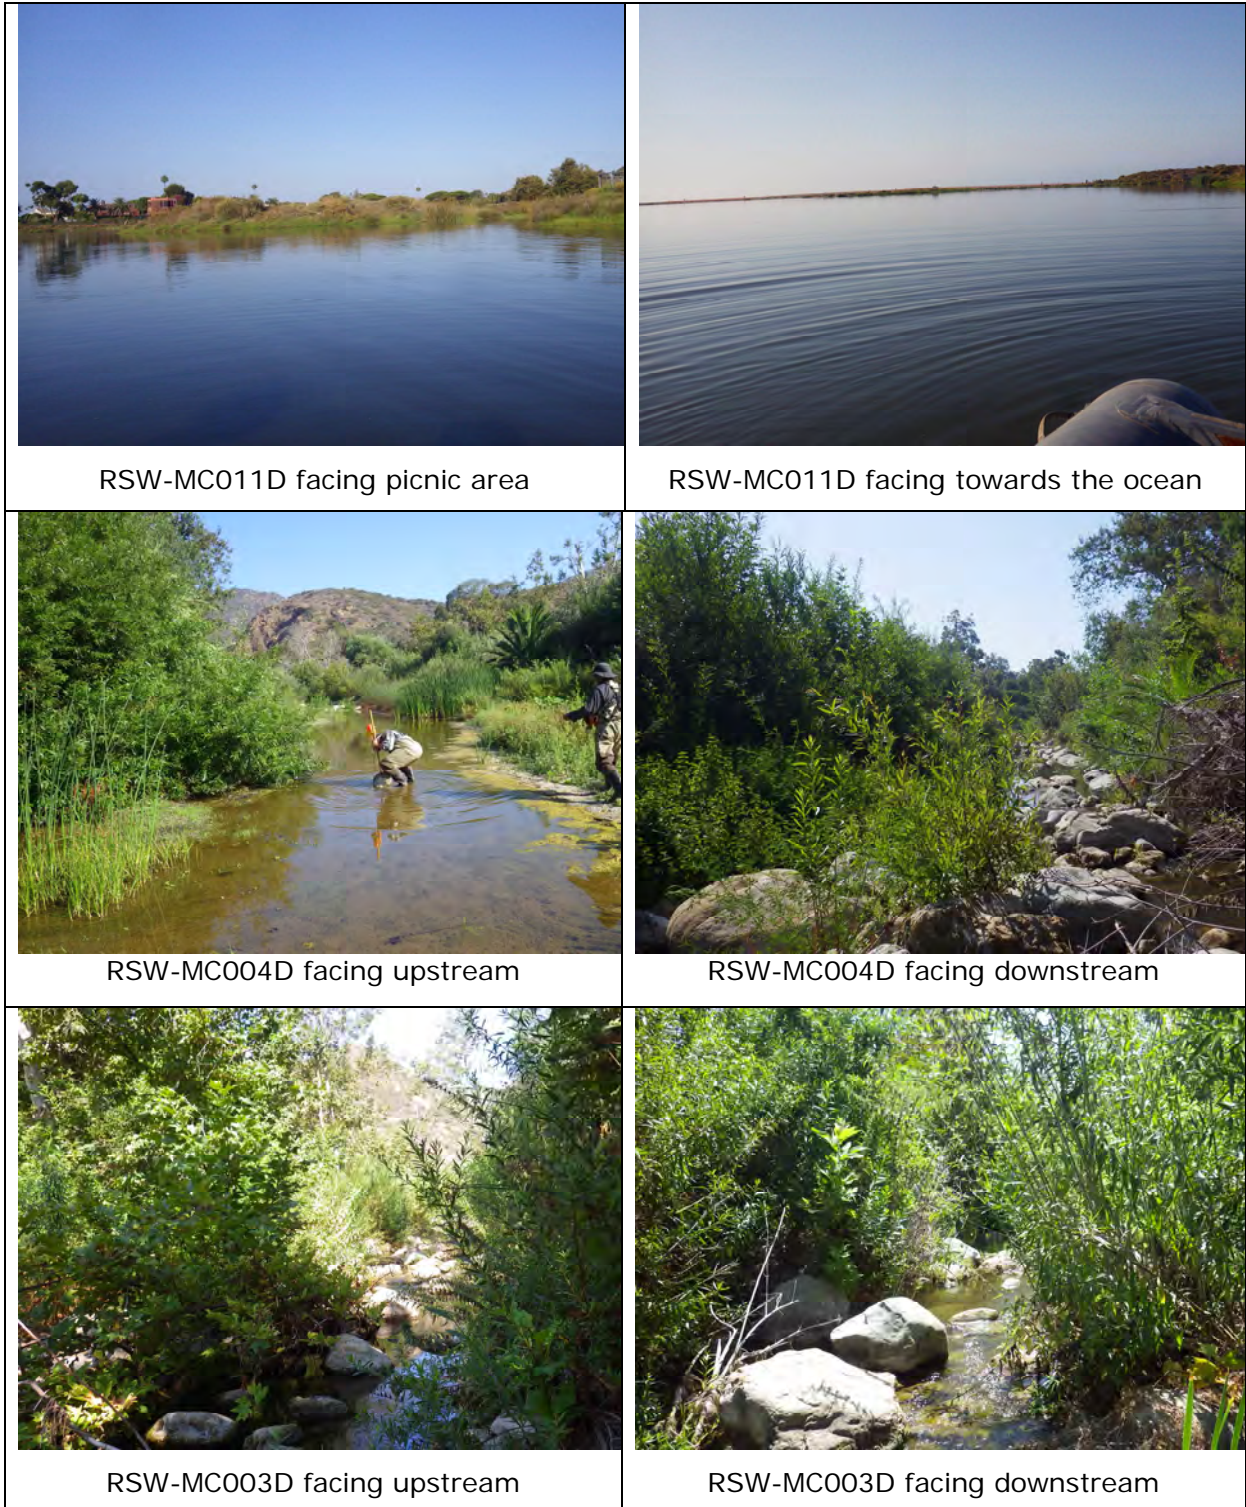 RSW-MC011D facing picnic area
RSW-MC011D facing towards the ocean
RSW-MC004D facing upstream
RSW-MC004D facing downstream
RSW-MC003D facing upstream
RSW-MC003D facing downstream